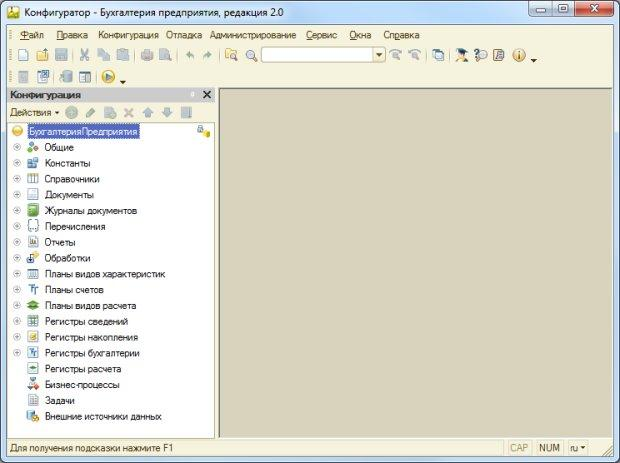 Конфигуратор - Бухгалтерия предприятия, редакция 2.0
Файл Правка Конфигурация Отладка Администрирование Сервис Окна Справка
Конфигурация
Действия
БухгалтерияПредприятия
Общие
Константы
Справочники
Документы
Журналы документов
Перечисления
Отчеты
Обработки
Планы видов характеристик
Планы счетов
Планы видов расчета
Регистры сведений
Регистры накопления
Регистры бухгалтерии
Регистры расчета
Бизнес-процессы
Задачи
Внешние источники данных
Для получения подсказки нажмите F1 CAP NUM ru